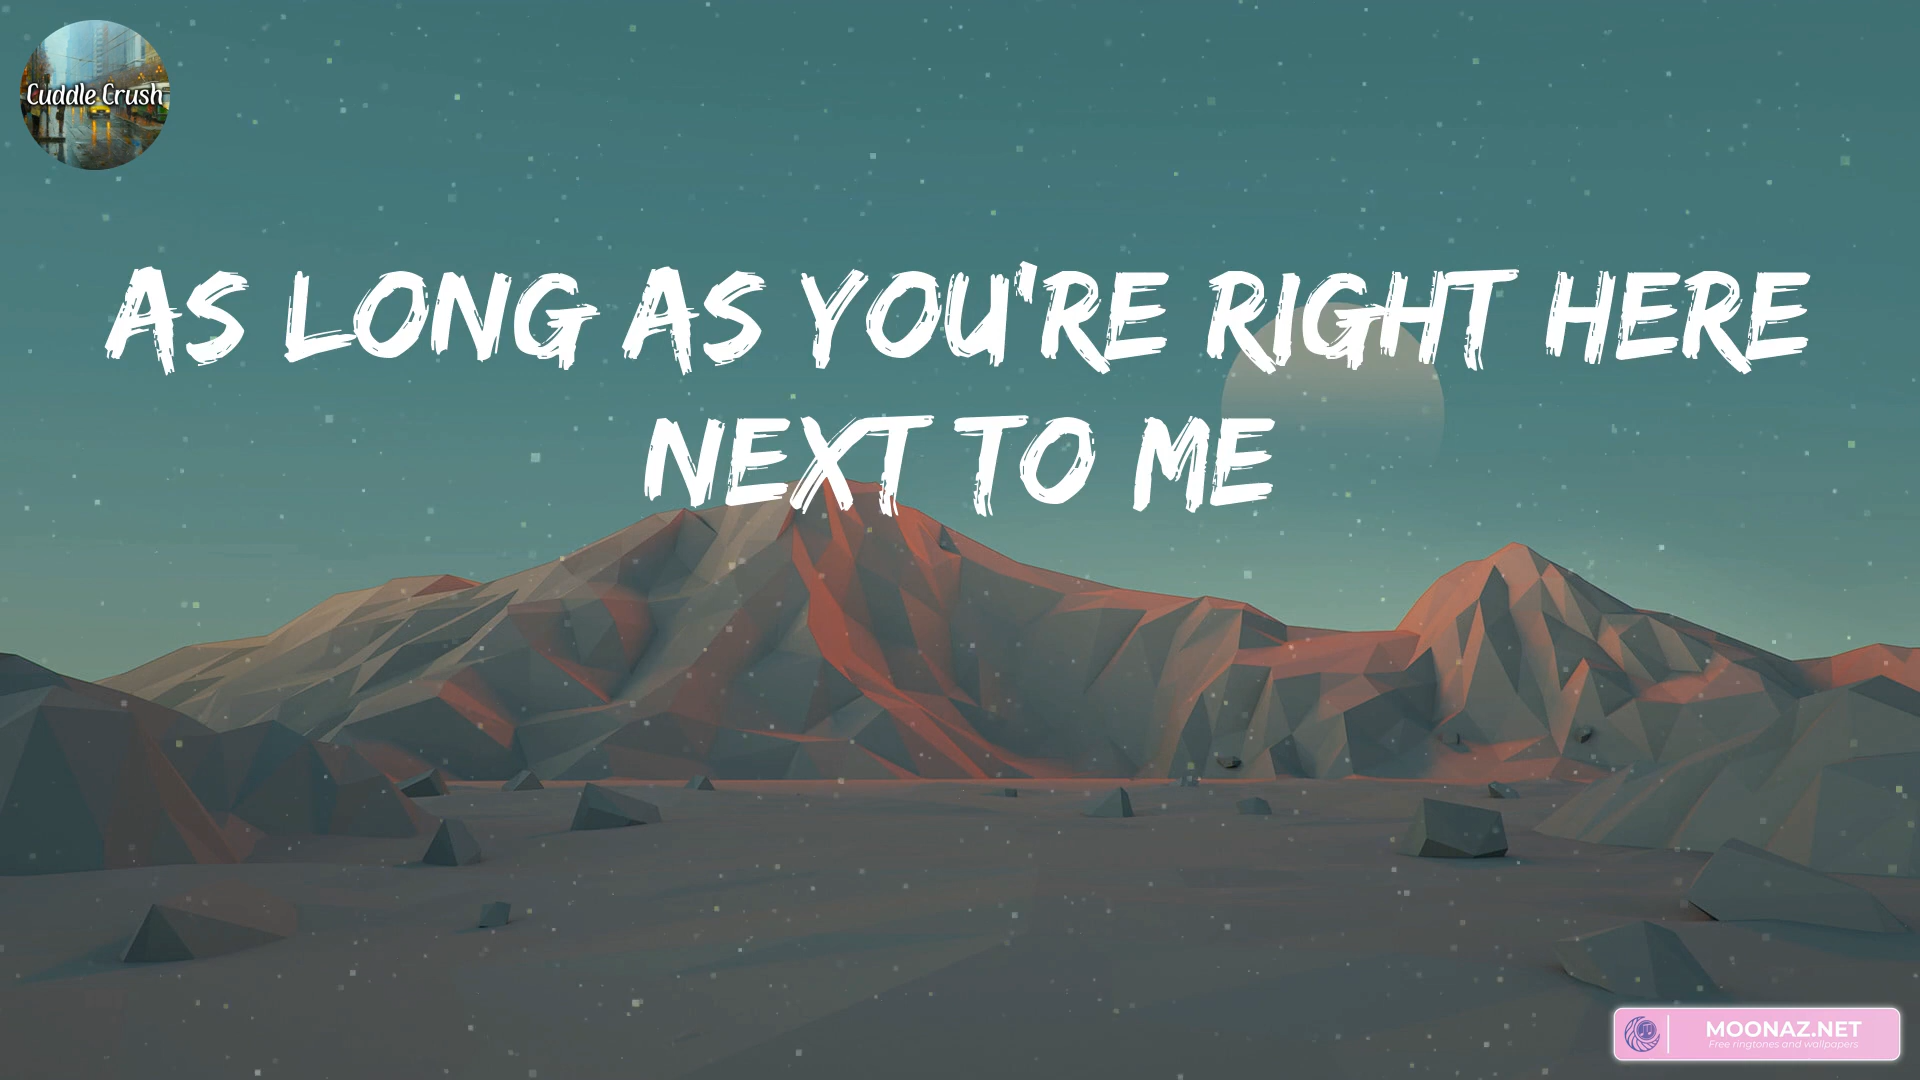 Cuddle Crush
AS LONG AS YOU'RE RIGHT HERE
NEXT TO ME
MOONAZ.NET
Free ringtones and wallpapers